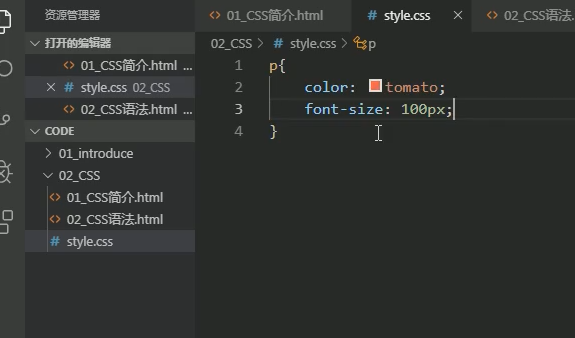 资源管理器
打开的编辑器
01_CSS简介.html ...
style.css 02_CSS
02_CSS语法.html ...
CODE
01_introduce
02_CSS
01_CSS简介.html
02_CSS语法.html
style.css
01_CSS简介.html style.css 02_CSS语法.
02_CSS > style.css > p
1 p{
2 color: tomato;
3 font-size: 100px;
4 }